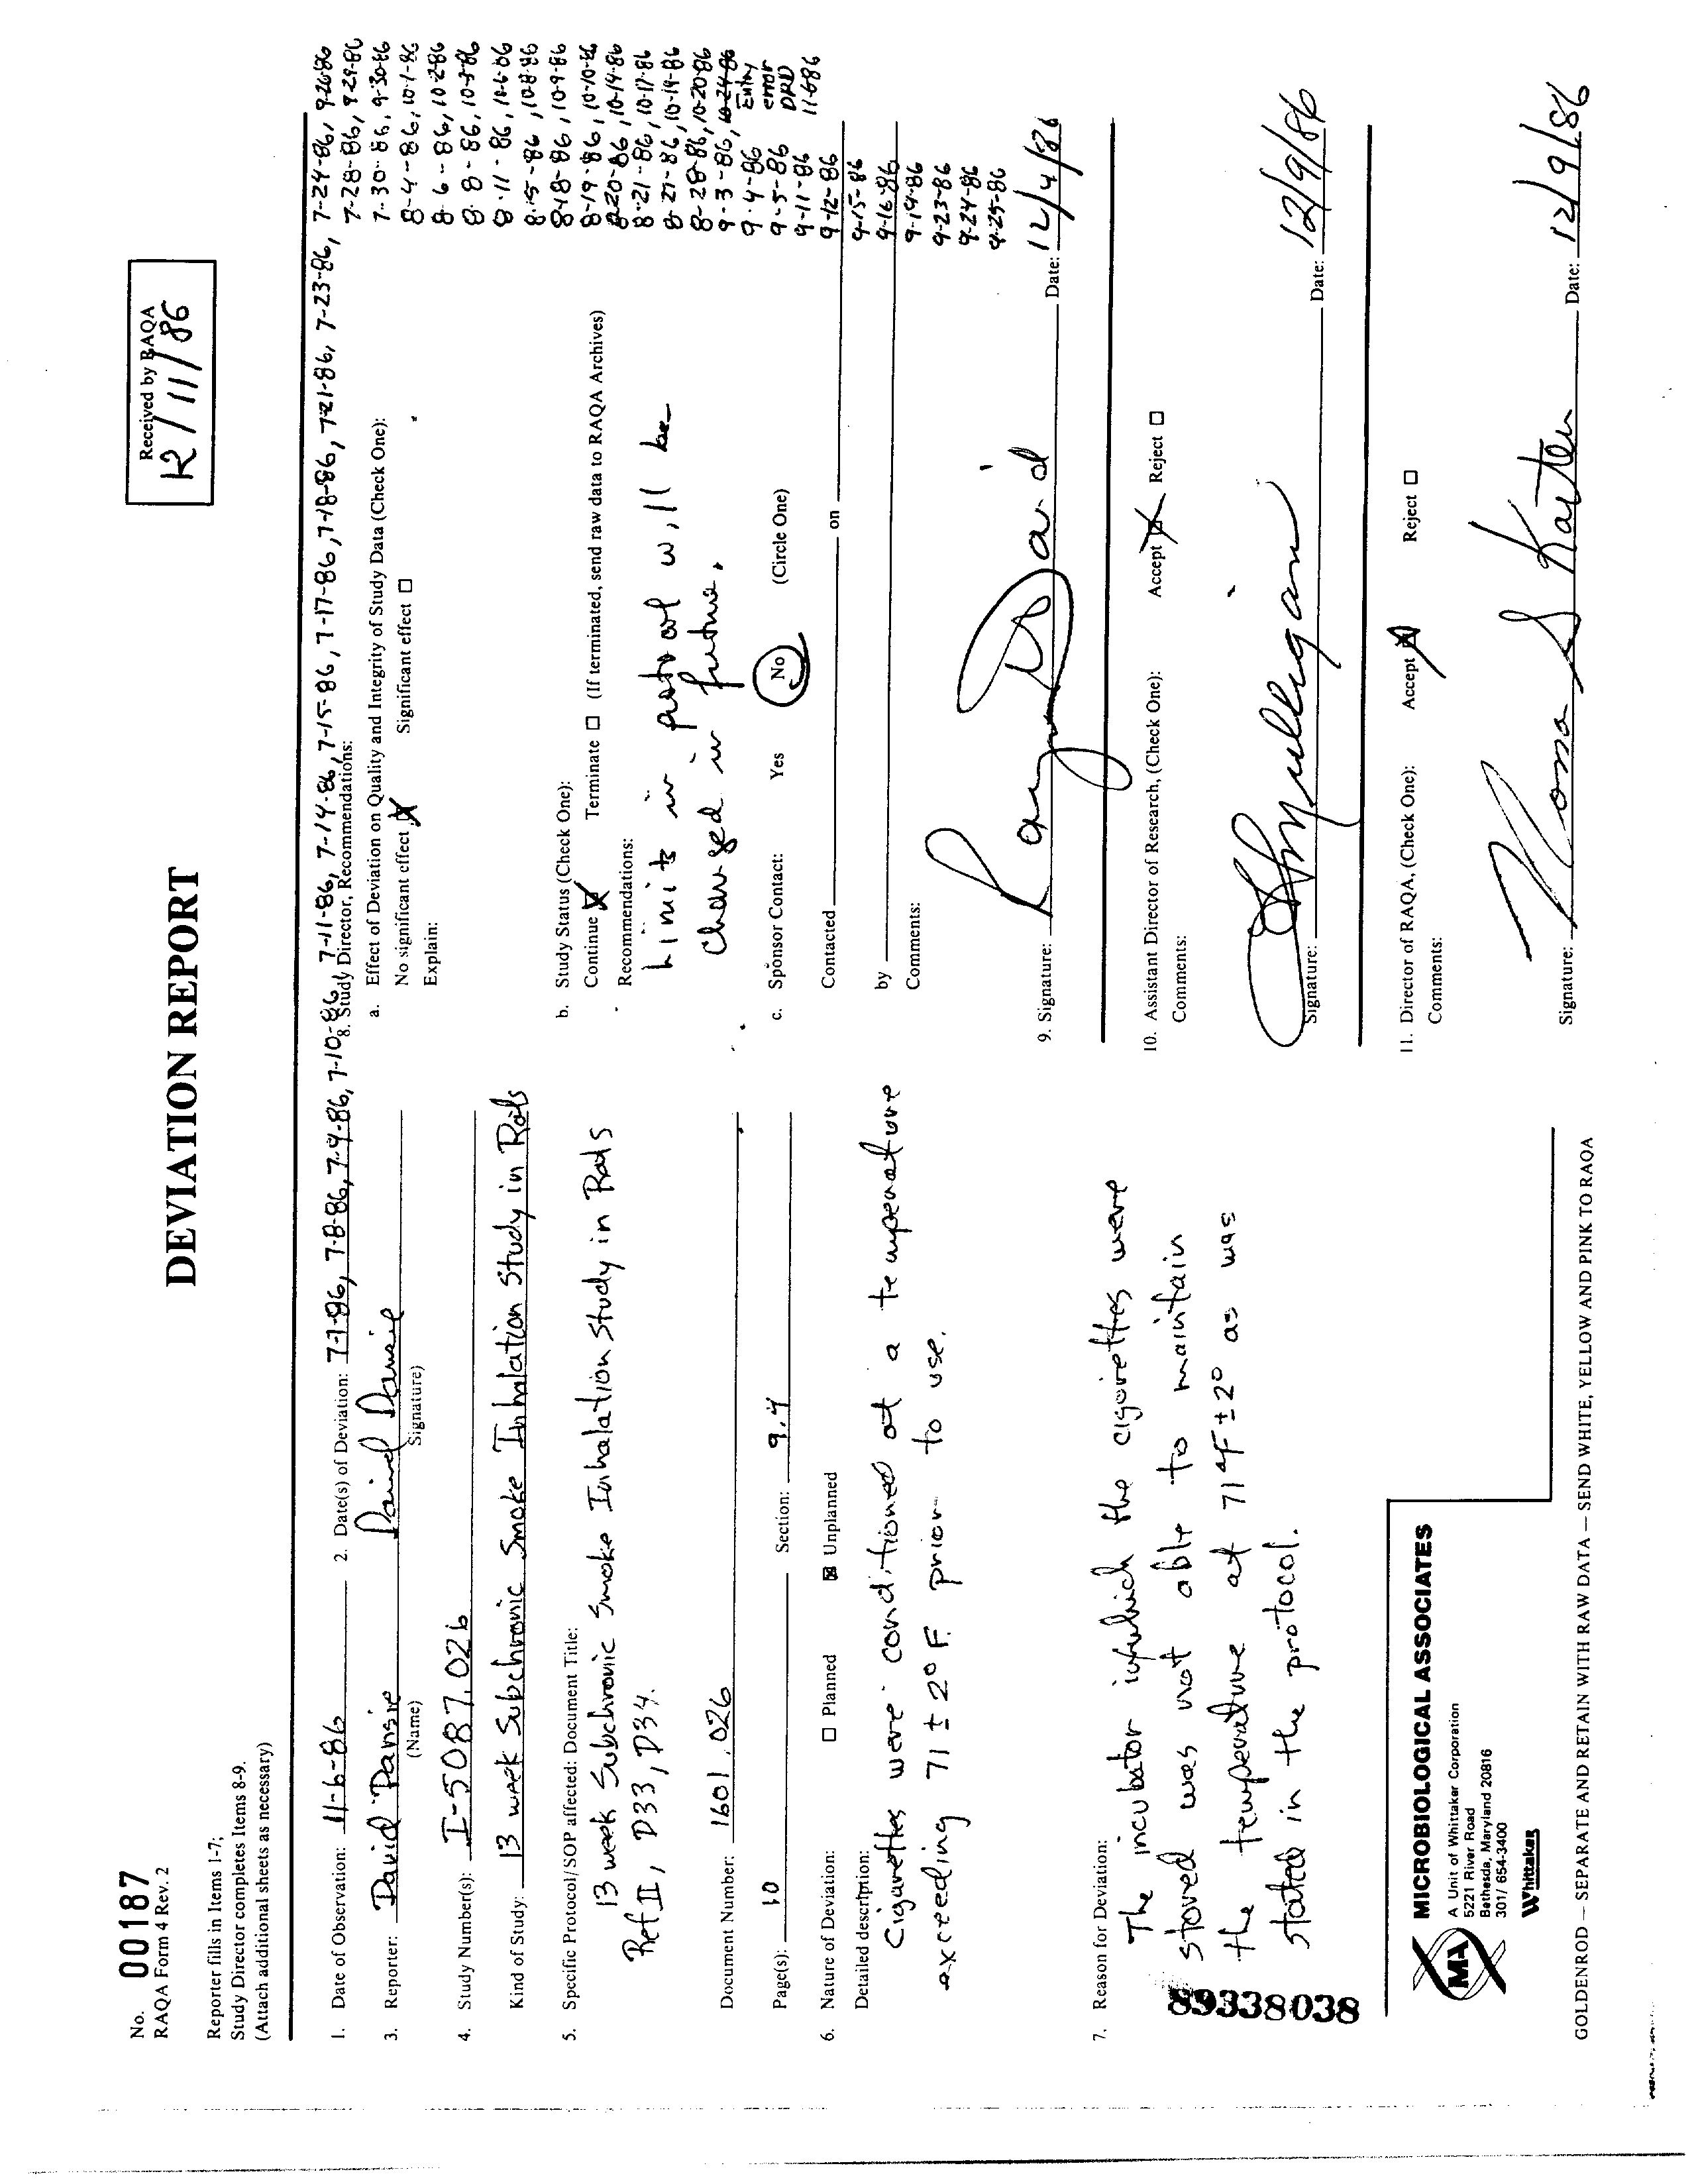 No. 00187
RAQA Form 4 Rev. 2
DEVIATION REPORT
Received by RAQA
12/11/86
Reporter fills in Items 1-7;
Study Director completes Items 8-9.
(Attach additional sheets as necessary)
1. Date of Observation: 11-6-86
2. Date(s) of Deviation: 7-7-86, 7-8-86, 7-9-86, 7-10-86, 7-11-86, 7-14-86, 7-15-86, 7-17-86, 7-18-86, 7-21-86, 7-23-86, 7-24-86, 9-26-86
7-28-86, 9-29-86
7-30-86, 9-30-86
8-4-86, 10-1-86
8-6-86, 10-2-86
8-8-86, 10-3-86
8-11-86, 10-6-86
8-15-86, 10-8-86
8-18-86, 10-9-86
8-19-86, 10-10-86
8-20-86, 10-14-86
8-21-86, 10-17-86
8-27-86, 10-19-86
8-28-86, 10-20-86
9-3-86, 10-24-86
9-4-86 Entry
9-5-86 error
9-11-86 DRD
9-12-86 11-6-86
9-15-86
9-16-86
9-19-86
9-23-86
9-24-86
9-25-86
3. Reporter: David Dansie David Dansie
(Name) (Signature)
4. Study Number(s): I-5087.026
Kind of Study: 13 week Subchronic Smoke Inhalation Study in Rats
5. Specific Protocol/SOP affected: Document Title:
13 week Subchronic Smoke Inhalation Study in Rats
Ref II, D33, D34.
Document Number: 1601.026
Page(s): 10 Section: 9.4
6. Nature of Deviation: ☐ Planned ☒ Unplanned
Detailed description:
Cigarettes were conditioned at a temperature
exceeding 71 ± 2° F prior to use.
7. Reason for Deviation:
The incubator in which the cigarettes were
stored was not able to maintain
the temperature at 71°F ± 2° as was
stated in the protocol.
89338038
MA
MICROBIOLOGICAL ASSOCIATES
A Unit of Whittaker Corporation
5221 River Road
Bethesda, Maryland 20816
301/ 654-3400
Whittaker
8. Study Director, Recommendations:
a. Effect of Deviation on Quality and Integrity of Study Data (Check One):
No significant effect ☒ Significant effect ☐
Explain:
b. Study Status (Check One):
Continue ☒ Terminate ☐ (If terminated, send raw data to RAQA Archives)
Recommendations:
Limits in protocol will be
changed in future.
c. Sponsor Contact: Yes No (Circle One)
Contacted on
by
Comments:
9. Signature: Date: 12/4/86
10. Assistant Director of Research, (Check One): Accept ☒ Reject ☐
Comments:
Signature: Date: 12/9/86
11. Director of RAQA, (Check One): Accept ☒ Reject ☐
Comments:
Signature: Date: 12/9/86
GOLDENROD — SEPARATE AND RETAIN WITH RAW DATA — SEND WHITE, YELLOW AND PINK TO RAQA